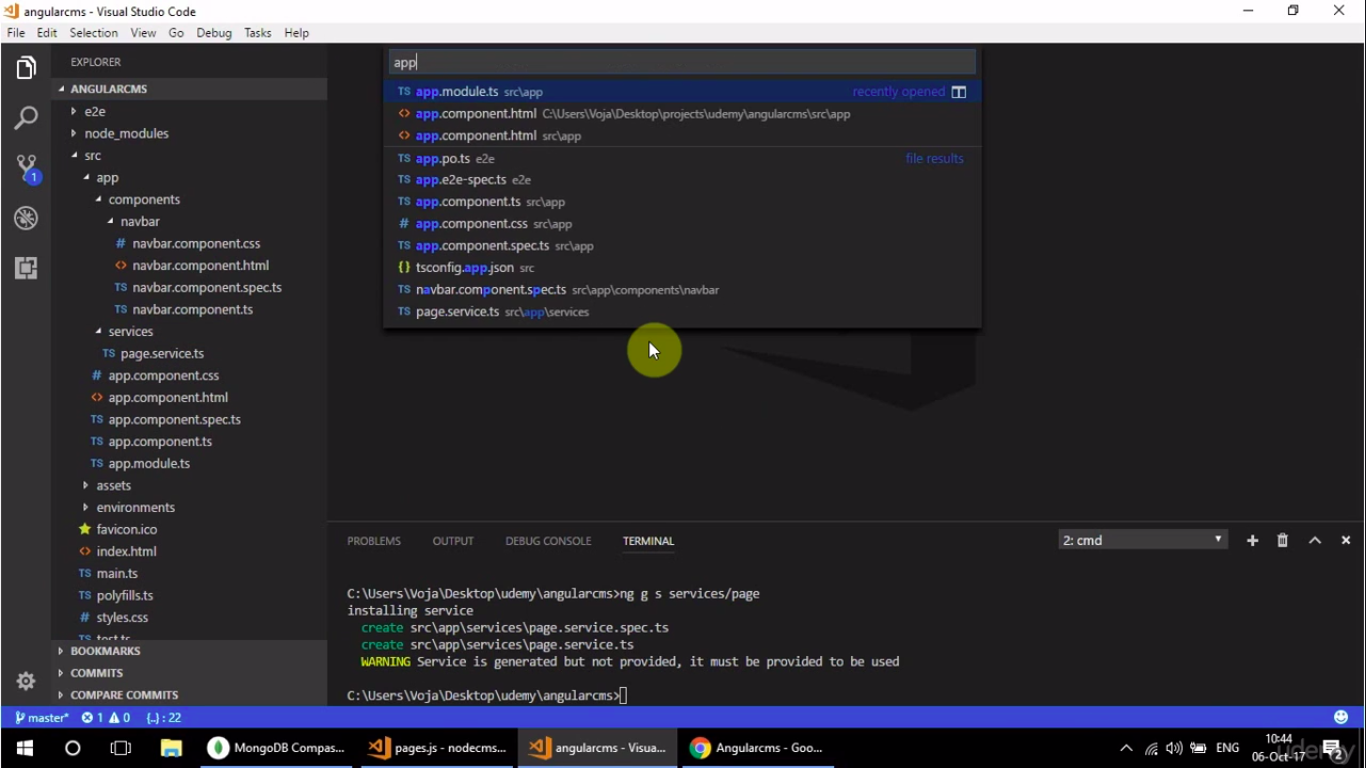 angularcms - Visual Studio Code
File Edit Selection View Go Debug Tasks Help
EXPLORER
ANGULARCMS
e2e
node_modules
src
app
components
navbar
navbar.component.css
navbar.component.html
navbar.component.spec.ts
navbar.component.ts
services
page.service.ts
app.component.css
app.component.html
app.component.spec.ts
app.component.ts
app.module.ts
assets
environments
favicon.ico
index.html
main.ts
polyfills.ts
styles.css
test.ts
BOOKMARKS
COMMITS
COMPARE COMMITS
1
app
app.module.ts src\app recently opened
app.component.html C:\Users\Voja\Desktop\projects\udemy\angularcms\src\app
app.component.html src\app
app.po.ts e2e file results
app.e2e-spec.ts e2e
app.component.ts src\app
app.component.css src\app
app.component.spec.ts src\app
tsconfig.app.json src
navbar.component.spec.ts src\app\components\navbar
page.service.ts src\app\services
PROBLEMS OUTPUT DEBUG CONSOLE TERMINAL 2: cmd
C:\Users\Voja\Desktop\udemy\angularcms>ng g s services/page
installing service
create src\app\services\page.service.spec.ts
create src\app\services\page.service.ts
WARNING Service is generated but not provided, it must be provided to be used
C:\Users\Voja\Desktop\udemy\angularcms>
master* 1 0 {..} : 22
MongoDB Compas... pages.js - nodecms... angularcms - Visua... Angularcms - Goo... ENG 10:44
06-Oct-17 2
udemy